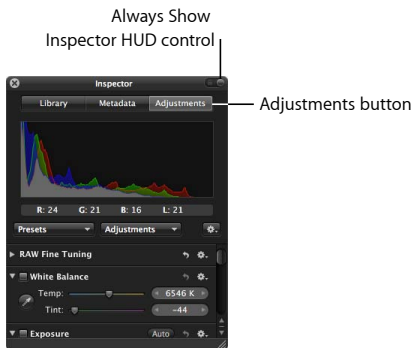 Always Show
Inspector HUD control
Inspector
Library Metadata Adjustments
Adjustments button
R: 24 G: 21 B: 16 L: 21
Presets Adjustments
RAW Fine Tuning
White Balance
Temp: 6546 K
Tint: -44
Exposure Auto